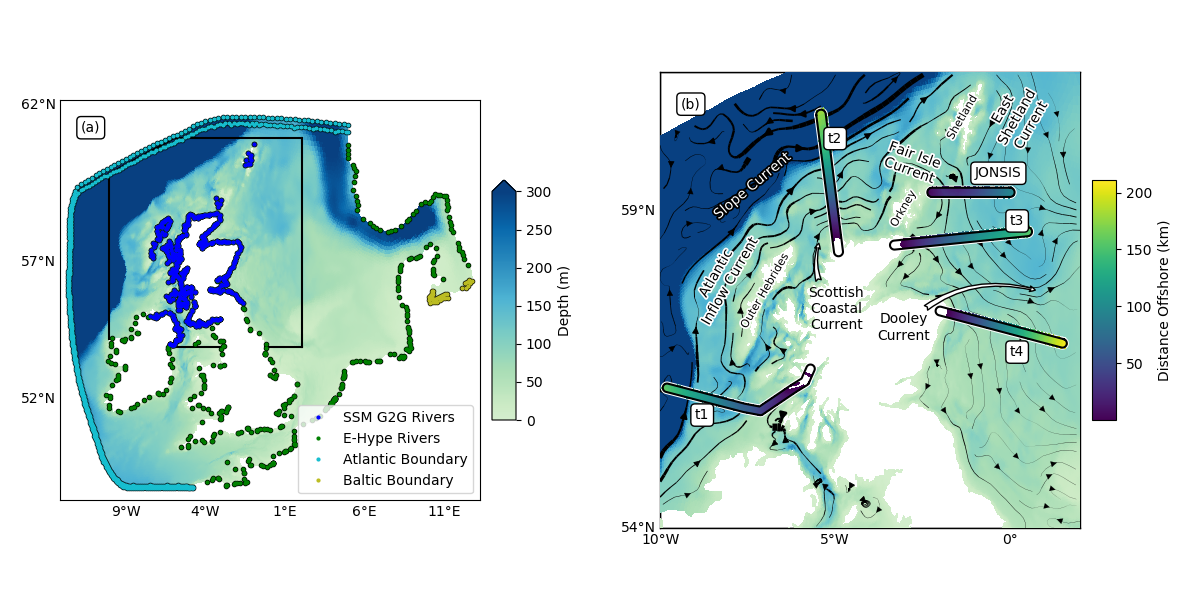 (a)
62°N
57°N
52°N
9°W
4°W
1°E
6°E
11°E
SSM G2G Rivers
E-Hype Rivers
Atlantic Boundary
Baltic Boundary
300
250
200
150
100
50
0
Depth (m)
(b)
t2
Shetland
East
Shetland
Current
Fair Isle
Current
JONSIS
Slope Current
Orkney
t3
Atlantic
Inflow Current
Outer Hebrides
Scottish
Coastal
Current
Dooley
Current
t4
t1
59°N
54°N
10°W
5°W
0°
200
150
100
50
Distance Offshore (km)